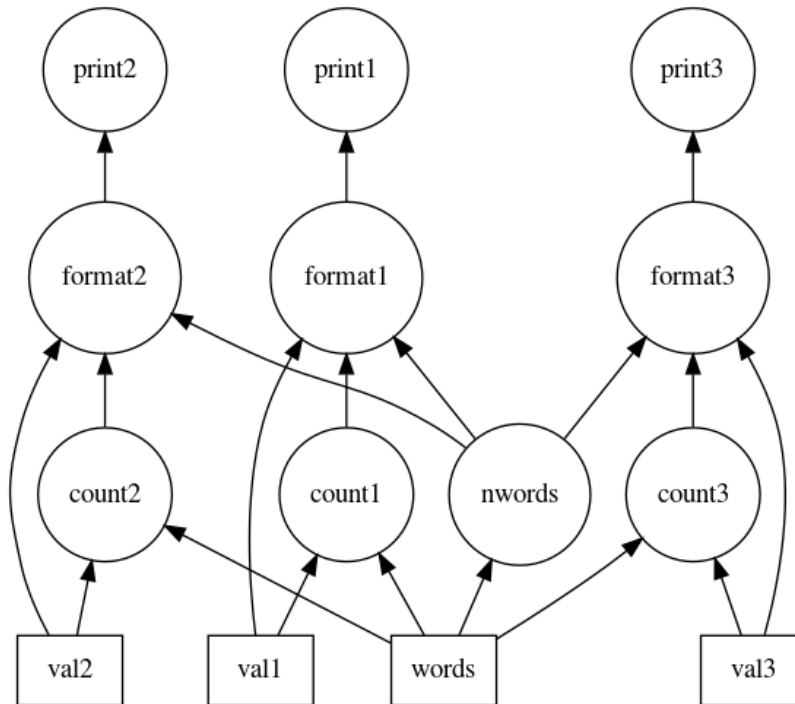 print2
print1
print3
format2
format1
format3
count2
count1
nwords
count3
val2
val1
words
val3